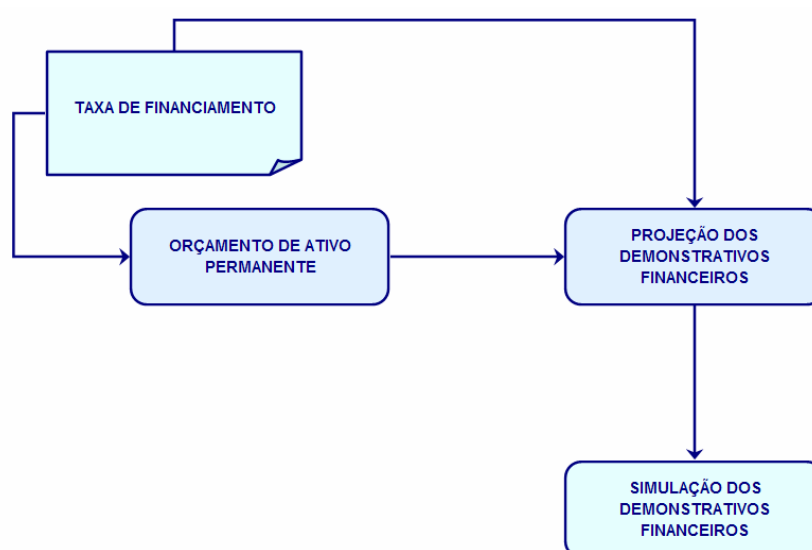 TAXA DE FINANCIAMENTO
ORÇAMENTO DE ATIVO
PERMANENTE
PROJEÇÃO DOS
DEMONSTRATIVOS
FINANCEIROS
SIMULAÇÃO DOS
DEMONSTRATIVOS
FINANCEIROS